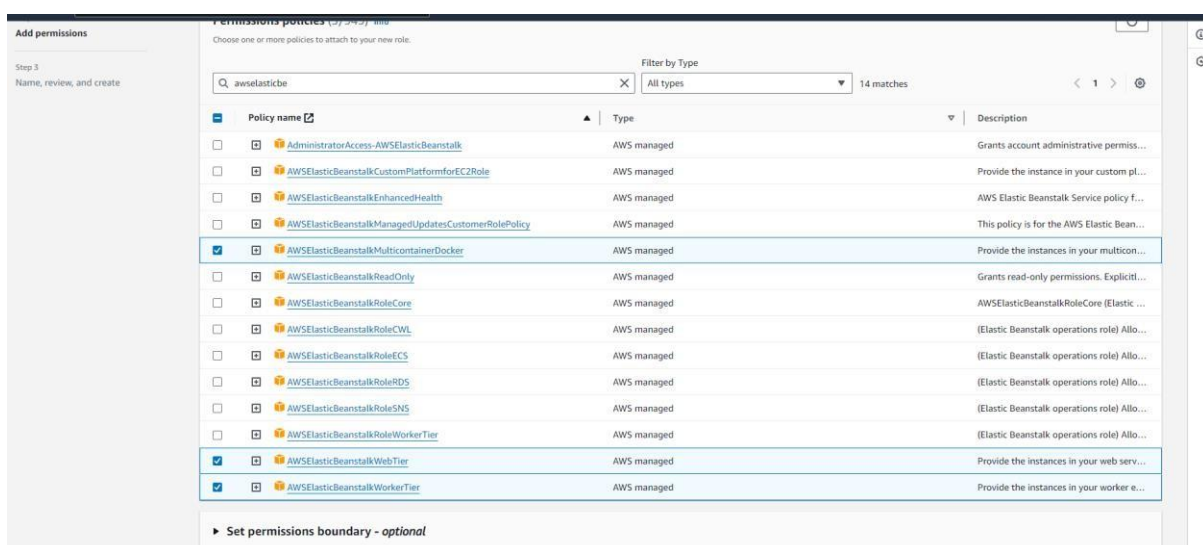 Permissions policies (3/945) Info
Add permissions
Choose one or more policies to attach to your new role.
Step 3
Name, review, and create
Filter by Type
awselasticbe
All types
14 matches
1
Policy name
Type
Description
AdministratorAccess-AWSElasticBeanstalk AWS managed Grants account administrative permiss...
AWSElasticBeanstalkCustomPlatformforEC2Role AWS managed Provide the instance in your custom pl...
AWSElasticBeanstalkEnhancedHealth AWS managed AWS Elastic Beanstalk Service policy f...
AWSElasticBeanstalkManagedUpdatesCustomerRolePolicy AWS managed This policy is for the AWS Elastic Bean...
AWSElasticBeanstalkMulticontainerDocker AWS managed Provide the instances in your multicon...
AWSElasticBeanstalkReadOnly AWS managed Grants read-only permissions. Explicitl...
AWSElasticBeanstalkRoleCore AWS managed AWSElasticBeanstalkRoleCore (Elastic ...
AWSElasticBeanstalkRoleCWL AWS managed (Elastic Beanstalk operations role) Allo...
AWSElasticBeanstalkRoleECS AWS managed (Elastic Beanstalk operations role) Allo...
AWSElasticBeanstalkRoleRDS AWS managed (Elastic Beanstalk operations role) Allo...
AWSElasticBeanstalkRoleSNS AWS managed (Elastic Beanstalk operations role) Allo...
AWSElasticBeanstalkRoleWorkerTier AWS managed (Elastic Beanstalk operations role) Allo...
AWSElasticBeanstalkWebTier AWS managed Provide the instances in your web serv...
AWSElasticBeanstalkWorkerTier AWS managed Provide the instances in your worker e...
Set permissions boundary - optional